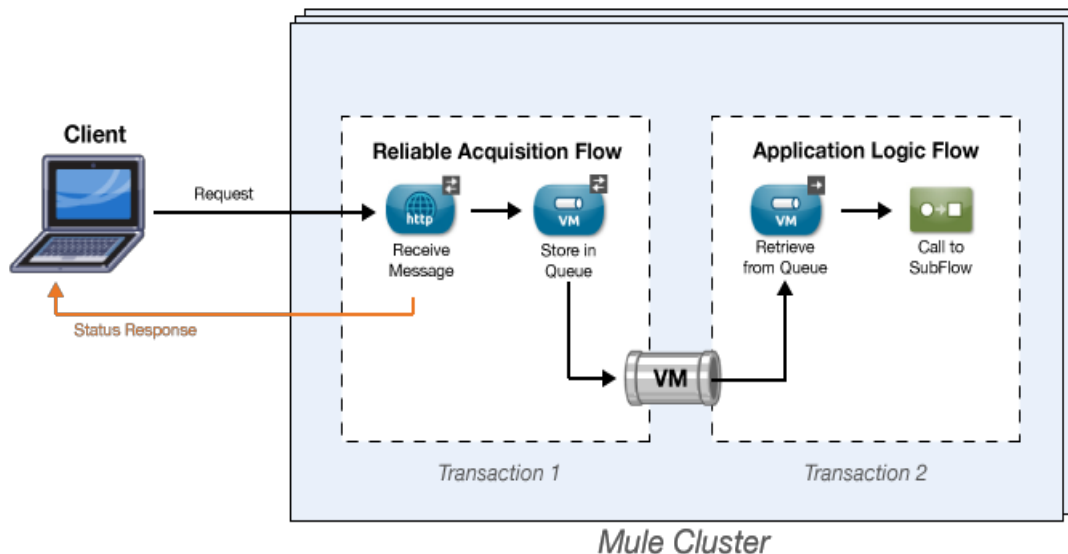 Client
Request
Status Response
Reliable Acquisition Flow
http
Receive
Message
VM
Store in
Queue
VM
Application Logic Flow
VM
Retrieve
from Queue
Call to
SubFlow
Transaction 1
Transaction 2
Mule Cluster